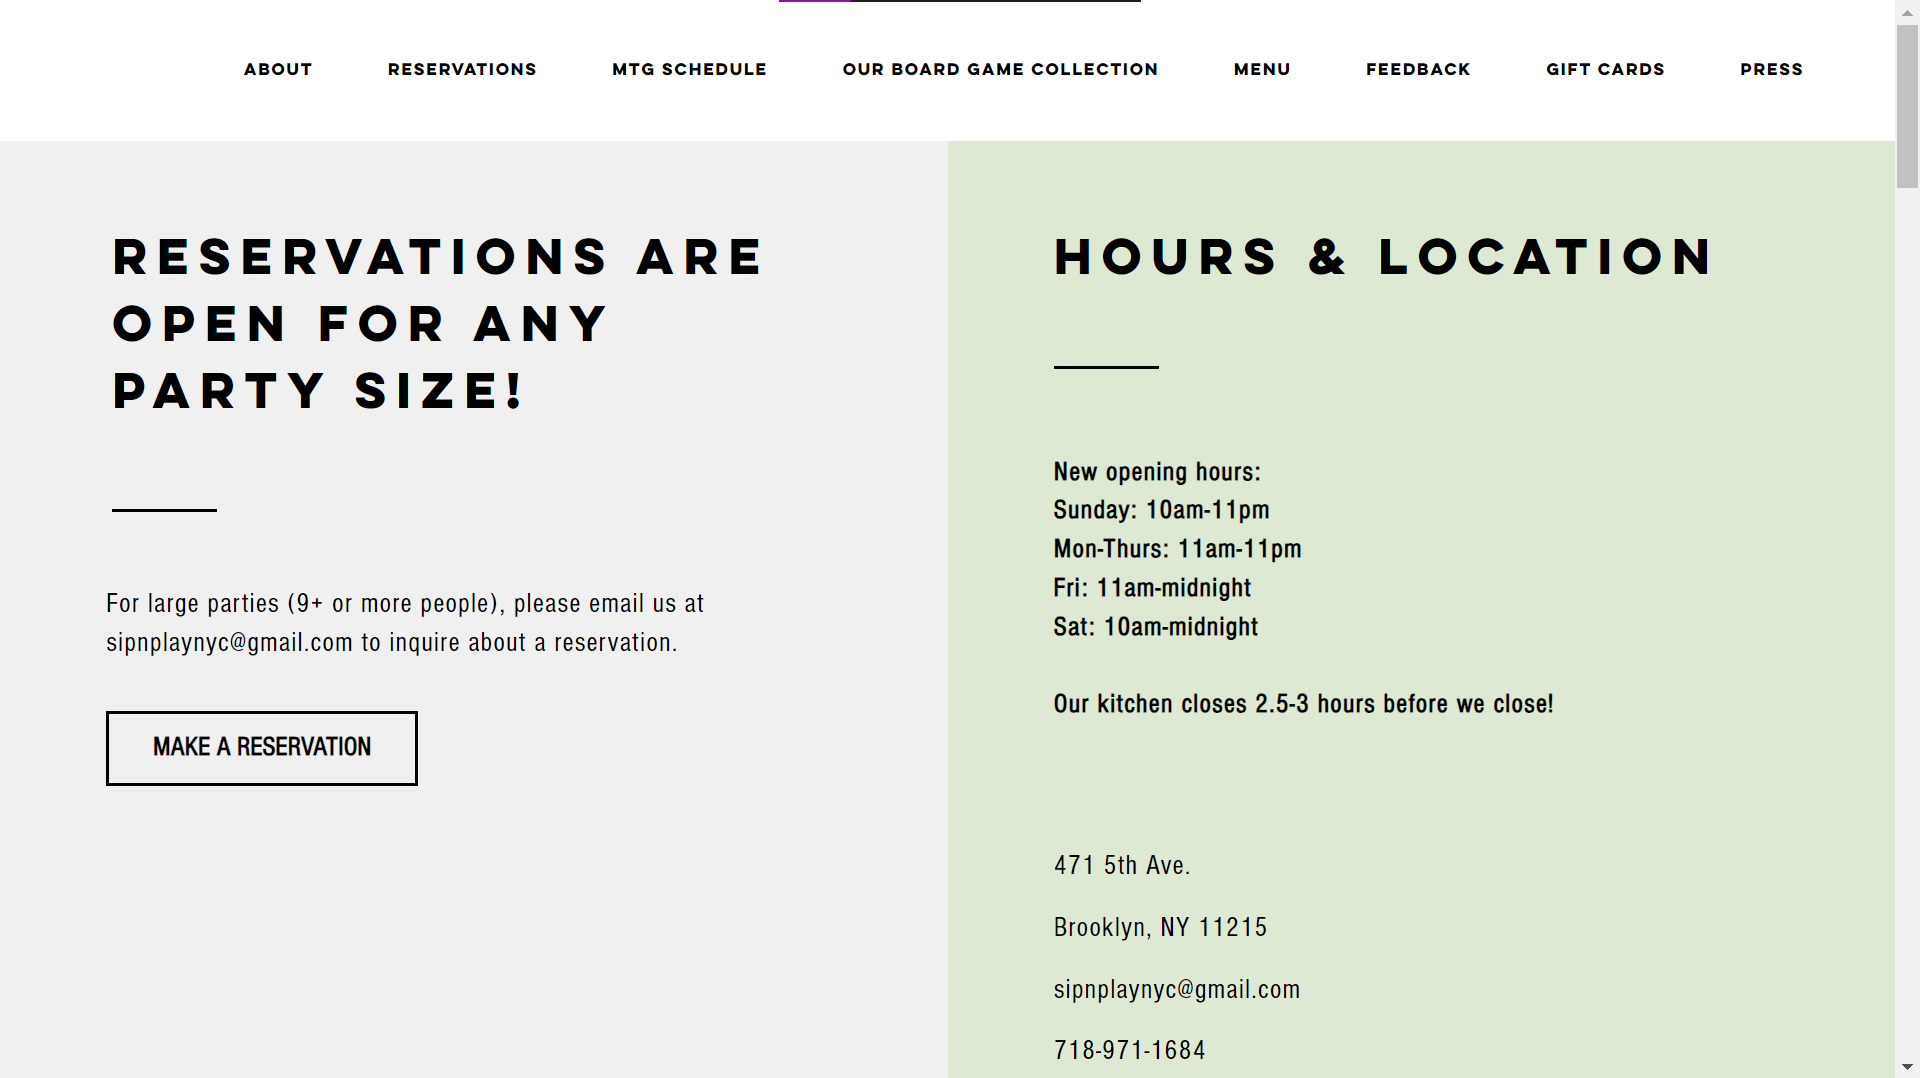 ABOUT
RESERVATIONS
MTG SCHEDULE
OUR BOARD GAME COLLECTION
MENU
FEEDBACK
GIFT CARDS
PRESS
RESERVATIONS ARE
OPEN FOR ANY
PARTY SIZE!
For large parties (9+ or more people), please email us at
sipnplaynyc@gmail.com to inquire about a reservation.
MAKE A RESERVATION
HOURS & LOCATION
New opening hours:
Sunday: 10am-11pm
Mon-Thurs: 11am-11pm
Fri: 11am-midnight
Sat: 10am-midnight
Our kitchen closes 2.5-3 hours before we close!
471 5th Ave.
Brooklyn, NY 11215
sipnplaynyc@gmail.com
718-971-1684